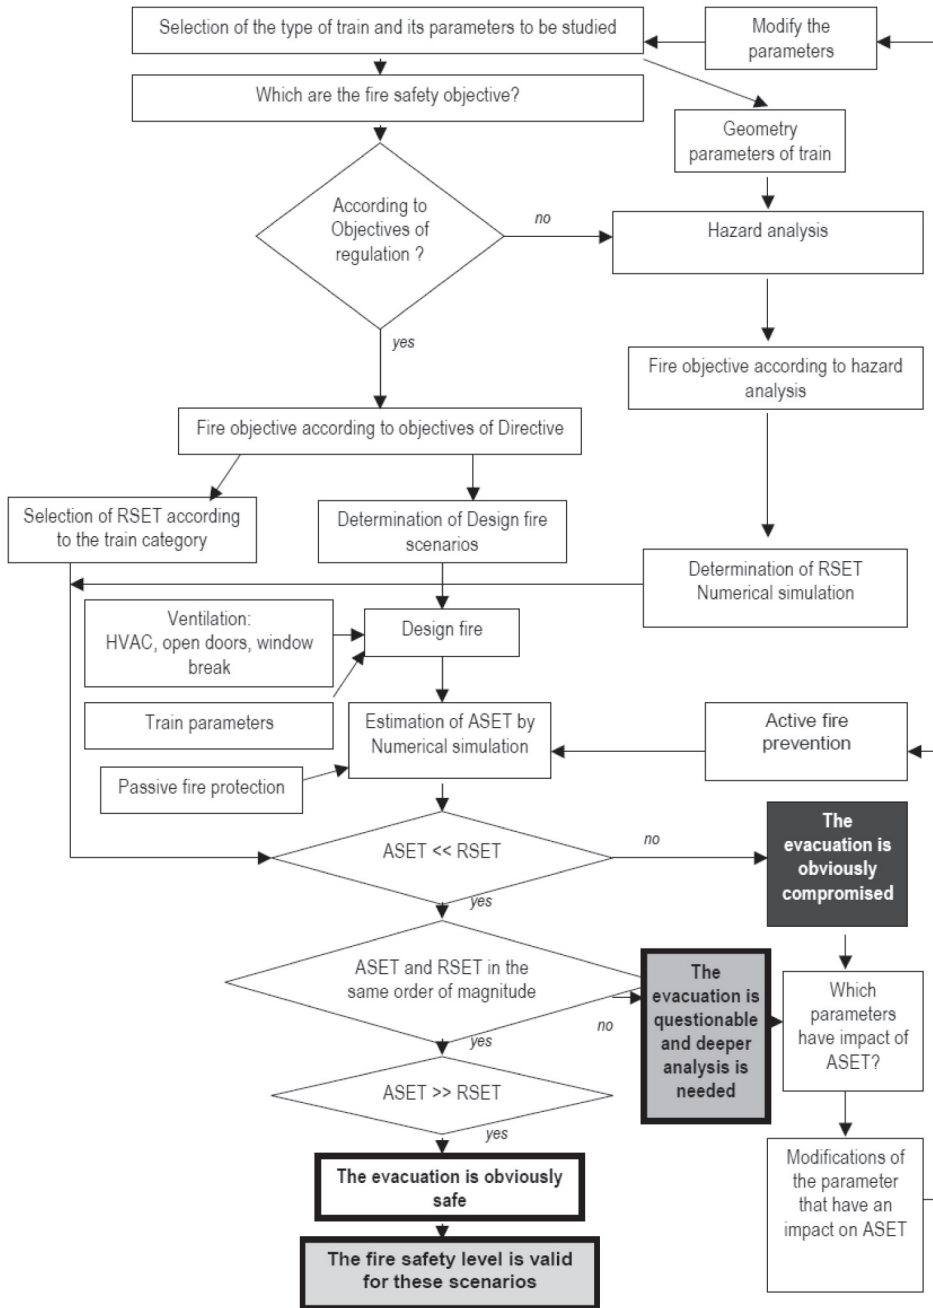 Selection of the type of train and its parameters to be studied
Modify the
parameters
Which are the fire safety objective?
Geometry
parameters of train
According to
Objectives of
regulation ?
no
Hazard analysis
yes
Fire objective according to hazard
analysis
Fire objective according to objectives of Directive
Selection of RSET according
to the train category
Determination of Design fire
scenarios
Determination of RSET
Numerical simulation
Ventilation:
HVAC, open doors, window
break
Design fire
Train parameters
Estimation of ASET by
Numerical simulation
Active fire
prevention
Passive fire protection
ASET << RSET
no
The
evacuation is
obviously
compromised
yes
ASET and RSET in the
same order of magnitude
no
The
evacuation is
questionable
and deeper
analysis is
needed
Which
parameters
have impact of
ASET?
yes
ASET >> RSET
yes
Modifications of
the parameter
that have an
impact on ASET
The evacuation is obviously
safe
The fire safety level is valid
for these scenarios